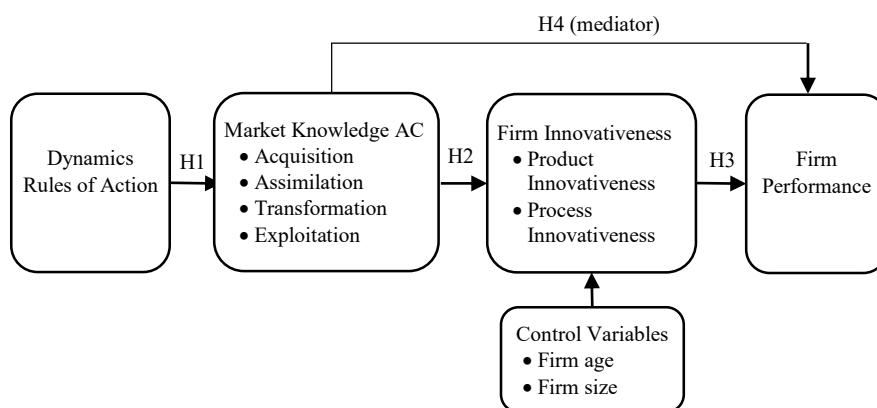 H4 (mediator)
Dynamics
Rules of Action
H1
Market Knowledge AC
• Acquisition
• Assimilation
• Transformation
• Exploitation
H2
Firm Innovativeness
• Product
Innovativeness
• Process
Innovativeness
H3
Firm
Performance
Control Variables
• Firm age
• Firm size